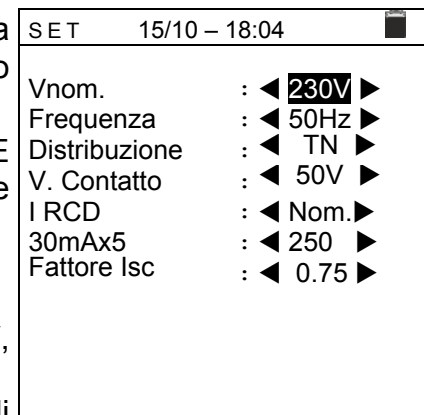 a
o
E
e
,
di
SET 15/10 – 18:04
Vnom. : ◀ 230V ▶
Frequenza : ◀ 50Hz ▶
Distribuzione : ◀ TN ▶
V. Contatto : ◀ 50V ▶
I RCD : ◀ Nom. ▶
30mAx5 : ◀ 250 ▶
Fattore Isc : ◀ 0.75 ▶